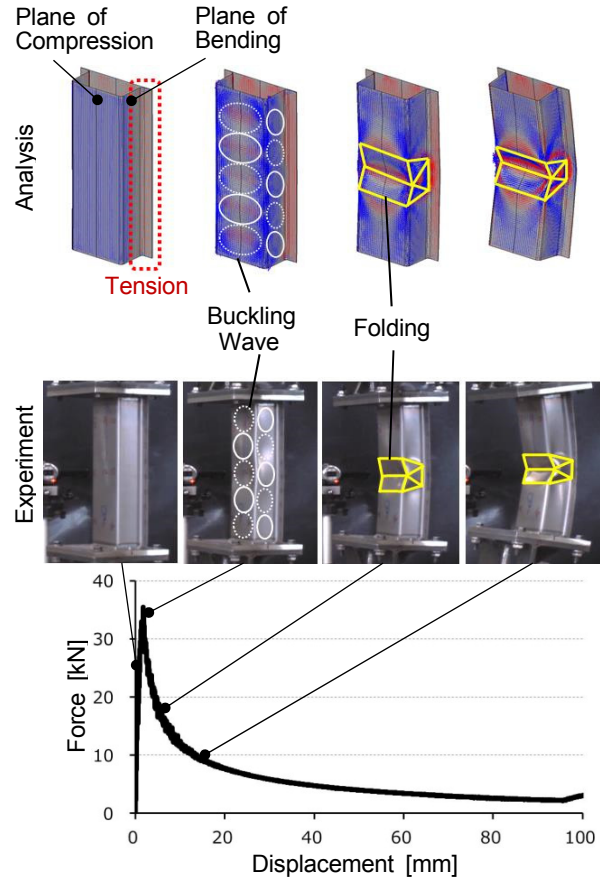 Plane of
Compression
Plane of
Bending
Analysis
Tension
Buckling
Wave
Folding
Experiment
Force [kN]
40
30
20
10
0
0
20
40
60
80
100
Displacement [mm]